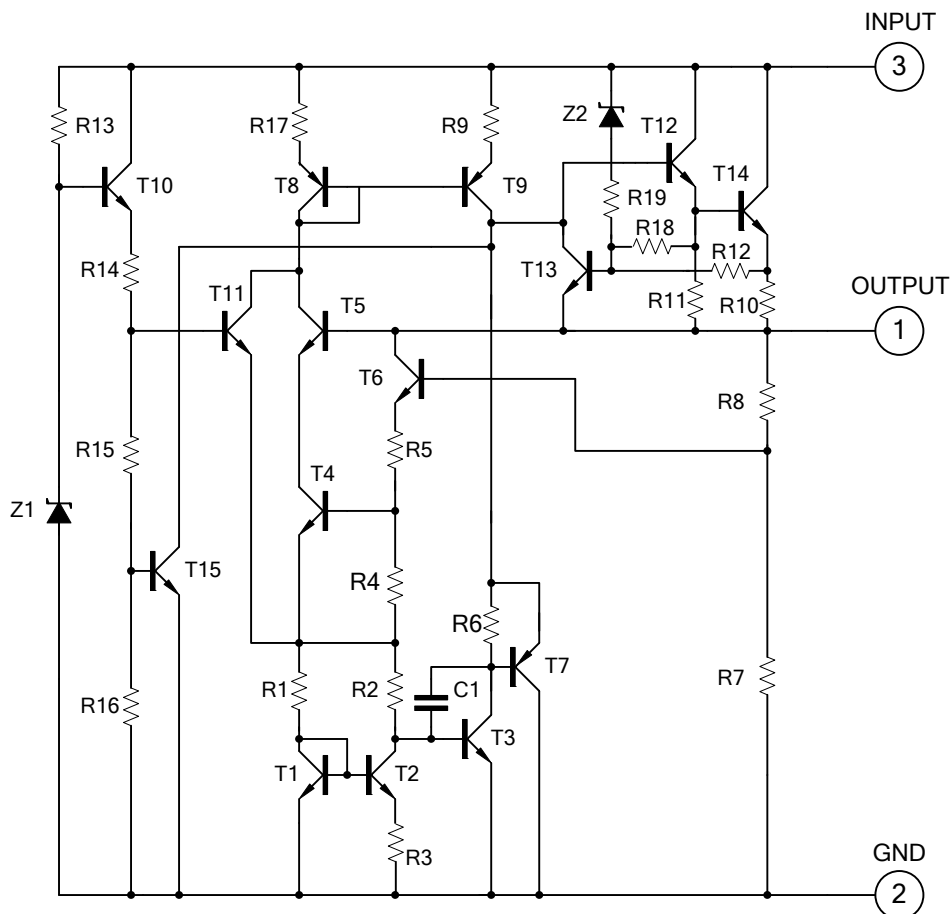 INPUT
3
R13
R17
R9
Z2
T12
T10
T8
T9
T14
R19
R18
R12
R14
T13
T11
T5
R11
R10
OUTPUT
1
T6
R8
R15
R5
T4
Z1
T15
R4
R6
T7
R7
R16
R1
R2
C1
T3
T1
T2
R3
GND
2